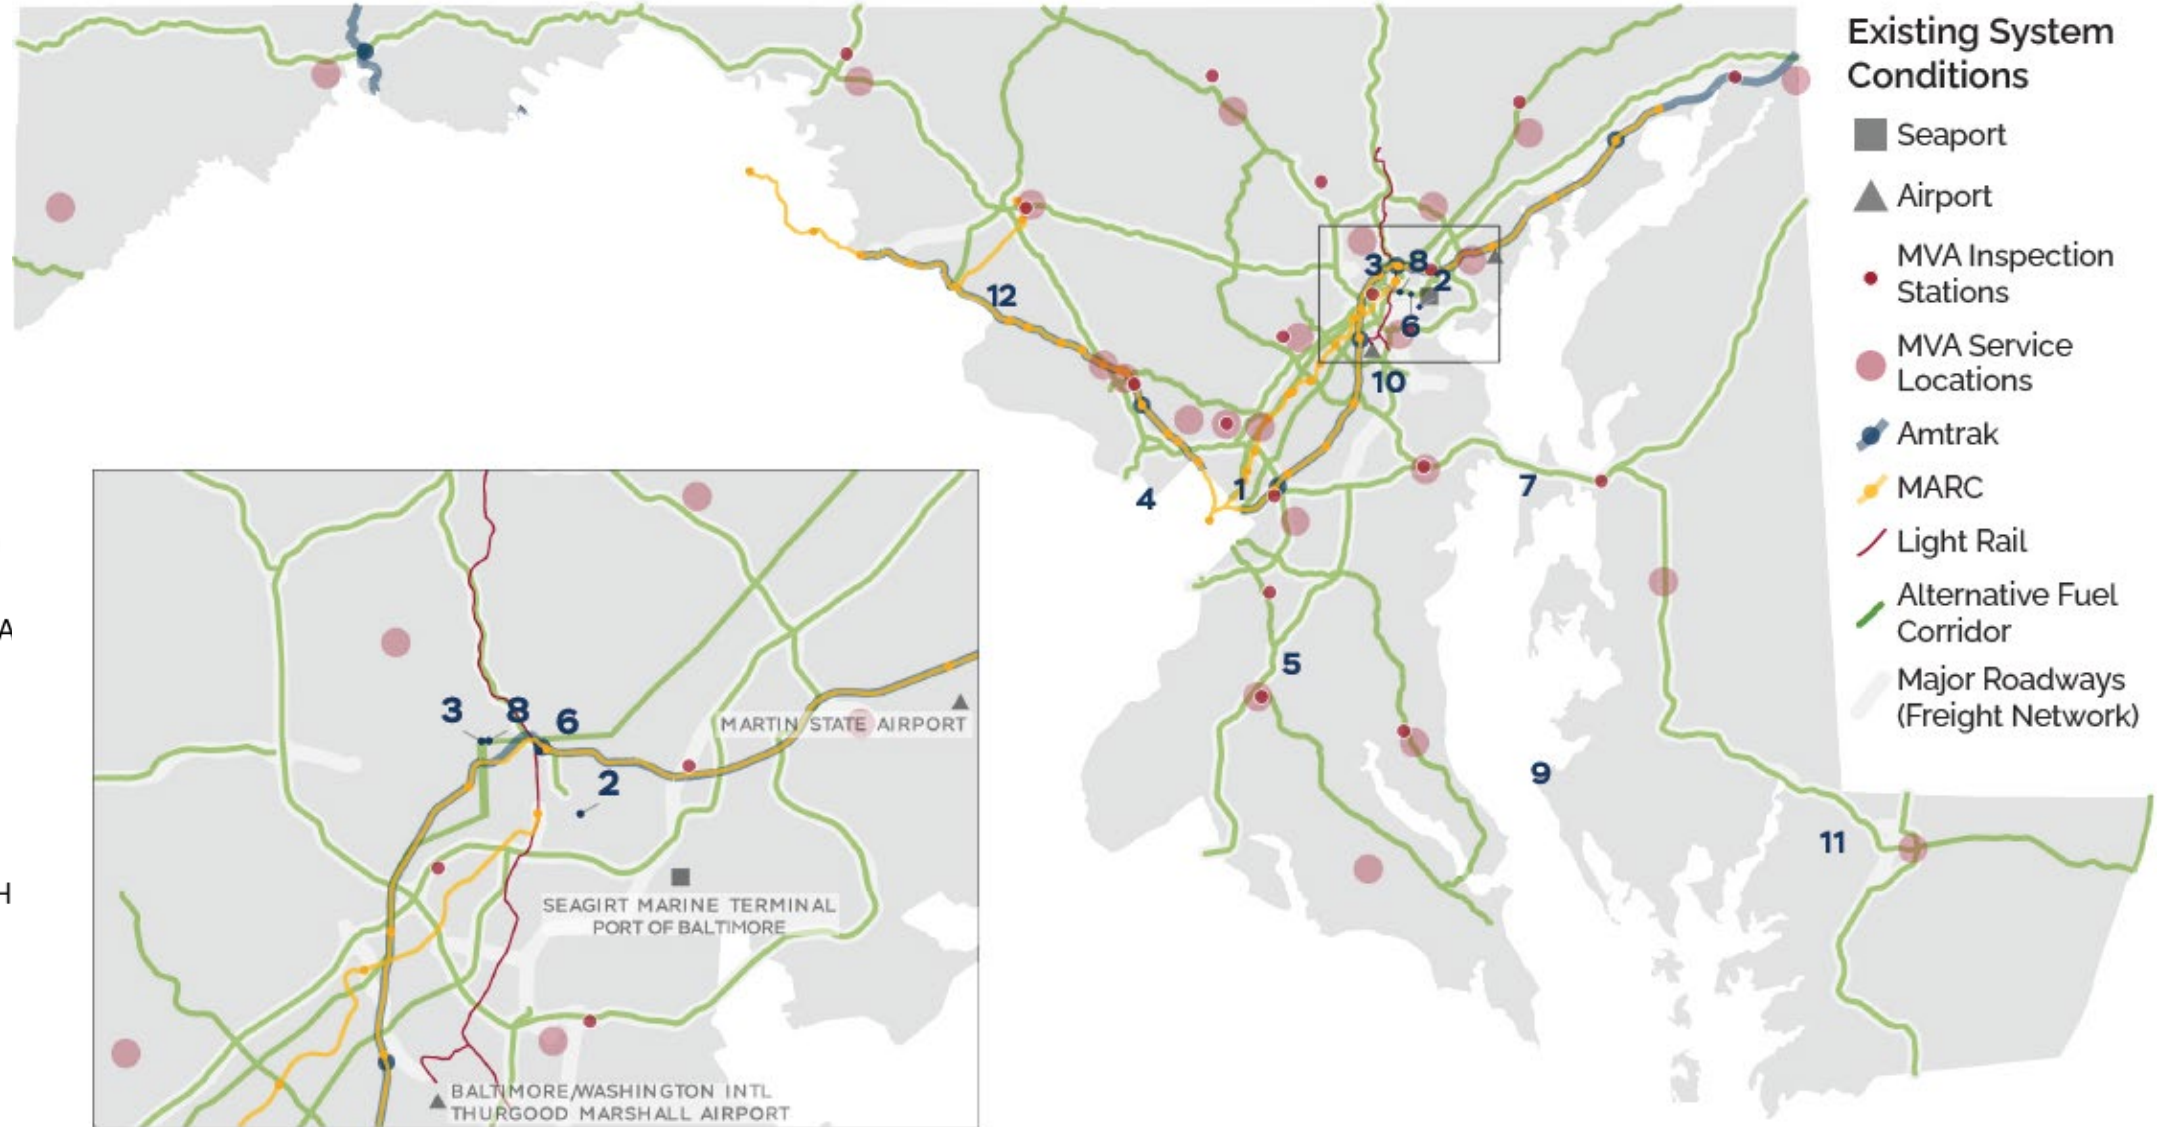 Existing System
Conditions
Seaport
Airport
MVA Inspection
Stations
MVA Service
Locations
Amtrak
MARC
Light Rail
Alternative Fuel
Corridor
Major Roadways
(Freight Network)
12
3
8
2
6
10
4
1
7
5
9
11
A
H
3
8
6
2
MARTIN STATE AIRPORT
SEAGIRT MARINE TERMINAL
PORT OF BALTIMORE
BALTIMORE/WASHINGTON INTL
THURGOOD MARSHALL AIRPORT